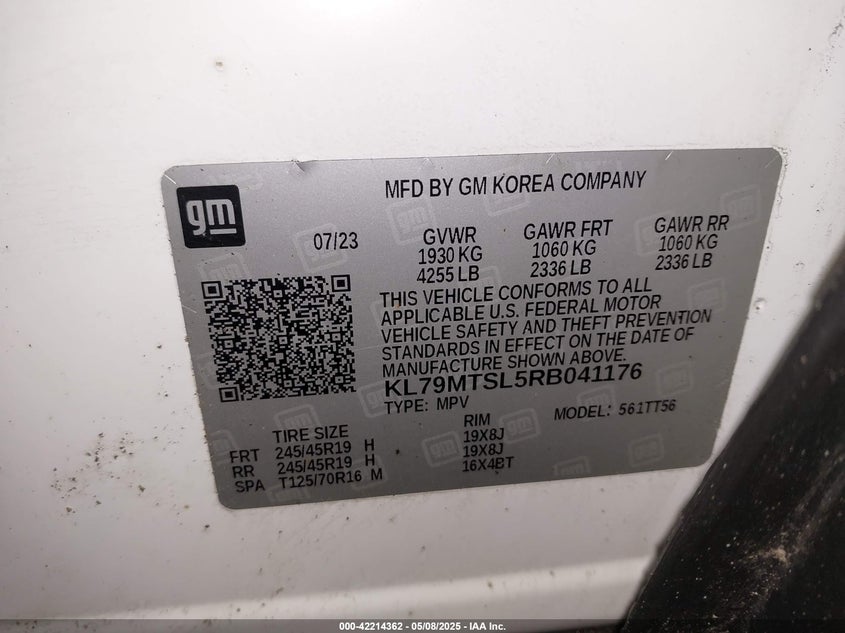 gm
MFD BY GM KOREA COMPANY
07/23
GVWR
1930 KG
4255 LB
GAWR FRT
1060 KG
2336 LB
GAWR RR
1060 KG
2336 LB
THIS VEHICLE CONFORMS TO ALL
APPLICABLE U.S. FEDERAL MOTOR
VEHICLE SAFETY AND THEFT PREVENTION
STANDARDS IN EFFECT ON THE DATE OF
MANUFACTURE SHOWN ABOVE.
KL79MTSL5RB041176
TYPE: MPV
MODEL: 561TT56
TIRE SIZE
RIM
FRT 245/45R19 H 19X8J
RR 245/45R19 H 19X8J
SPA T125/70R16 M 16X4BT
000-42214362 - 05/08/2025 - IAA Inc.